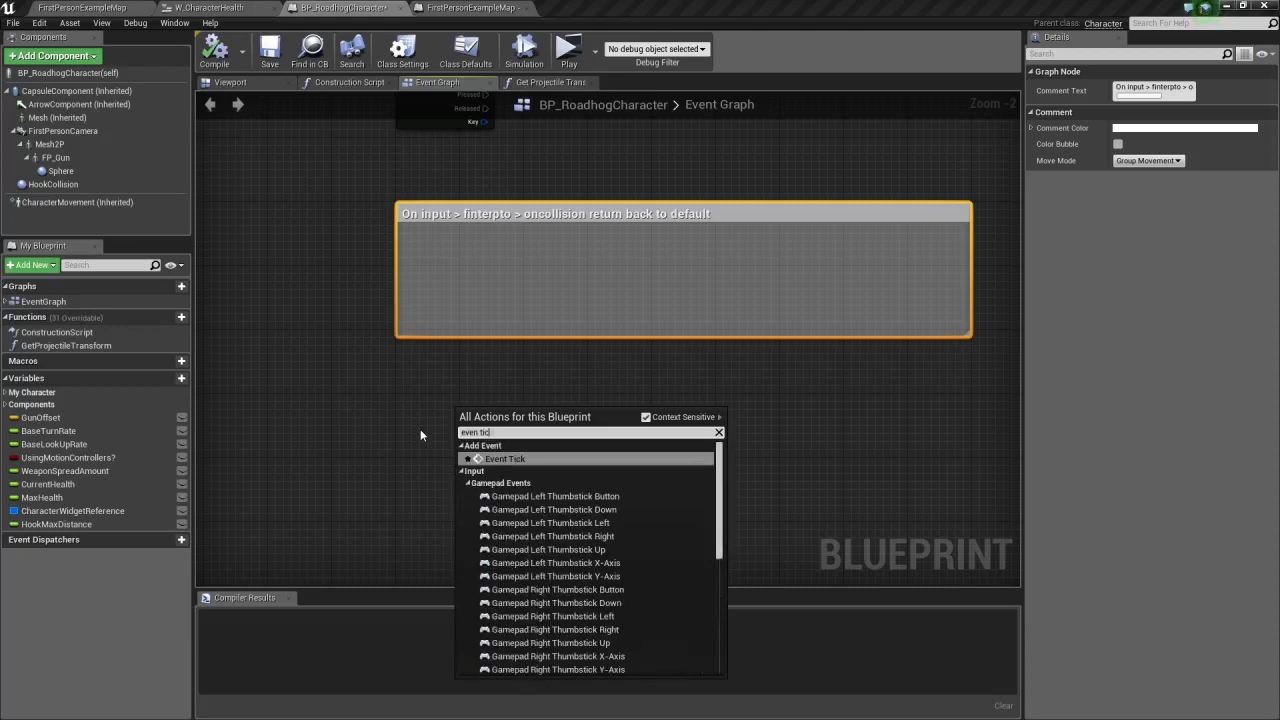 FirstPersonExampleMap
W_CharacterHealth
BP_RoadhogCharacter*
FirstPersonExampleMap -
File
Edit
Asset
View
Debug
Window
Help
Parent class: Character
Search For Help
Components
+ Add Component
BP_RoadhogCharacter(self)
CapsuleComponent (Inherited)
ArrowComponent (Inherited)
Mesh (Inherited)
FirstPersonCamera
Mesh2P
FP_Gun
Sphere
HookCollision
CharacterMovement (Inherited)
My Blueprint
+ Add New
Search
Graphs
EventGraph
Functions (31 Overridable)
ConstructionScript
GetProjectileTransform
Macros
Variables
My Character
Components
GunOffset
BaseTurnRate
BaseLookUpRate
UsingMotionControllers?
WeaponSpreadAmount
CurrentHealth
MaxHealth
CharacterWidgetReference
HookMaxDistance
Event Dispatchers
Compile
Save
Find in CB
Search
Class Settings
Class Defaults
Simulation
Play
No debug object selected
Debug Filter
Viewport
Construction Script
Event Graph
Get Projectile Trans
BP_RoadhogCharacter > Event Graph
Zoom -2
Pressed
Released
Key
On input > finterpto > oncollision return back to default
All Actions for this Blueprint
Context Sensitive
even tic
Add Event
Event Tick
Input
Gamepad Events
Gamepad Left Thumbstick Button
Gamepad Left Thumbstick Down
Gamepad Left Thumbstick Left
Gamepad Left Thumbstick Right
Gamepad Left Thumbstick Up
Gamepad Left Thumbstick X-Axis
Gamepad Left Thumbstick Y-Axis
Gamepad Right Thumbstick Button
Gamepad Right Thumbstick Down
Gamepad Right Thumbstick Left
Gamepad Right Thumbstick Right
Gamepad Right Thumbstick Up
Gamepad Right Thumbstick X-Axis
Gamepad Right Thumbstick Y-Axis
BLUEPRINT
Compiler Results
Clear
Details
Search
Graph Node
Comment Text
On input > finterpto > o
Comment
Comment Color
Color Bubble
Move Mode
Group Movement